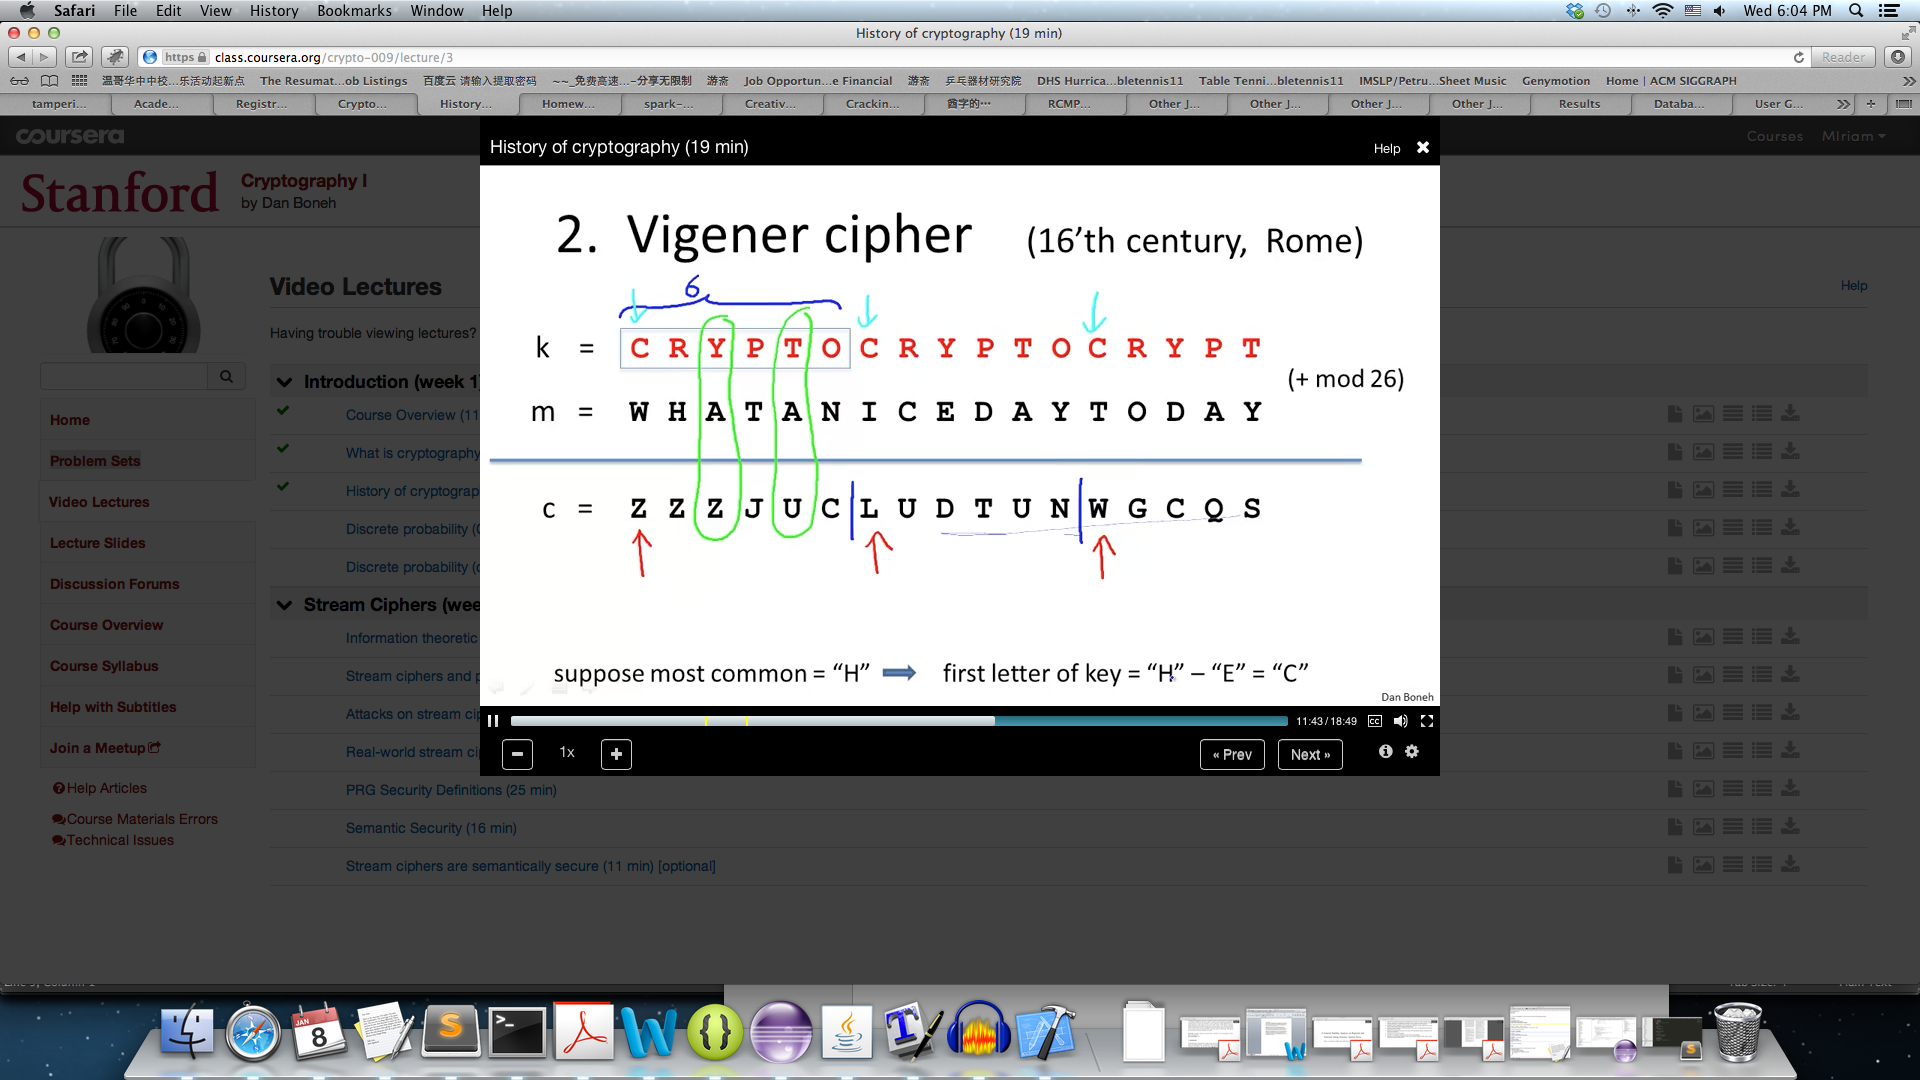 Safari File Edit View History Bookmarks Window Help Wed 6:04 PM
History of cryptography (19 min)
https class.coursera.org/crypto-009/lecture/3 Reader
温哥华中中校...乐活动起新点 The Resumat...ob Listings 百度云 请输入提取密码 ~~_免费高速...-分享无限制 游斋 Job Opportun...e Financial 游斋 乒乓器材研究院 DHS Hurrica...bletennis11 Table Tenni...bletennis11 IMSLP/Petru...Sheet Music Genymotion Home | ACM SIGGRAPH
tamperi... Acade... Registr... Crypto... History... Homew... spark-... Creativ... Crackin... RCMP... Other J... Other J... Other J... Other J... Results Databa... User G...
coursera Courses MIriam
History of cryptography (19 min) Help
Stanford Cryptography I
by Dan Boneh
2. Vigener cipher (16'th century, Rome)
6
k = C R Y P T O C R Y P T O C R Y P T
(+ mod 26)
m = W H A T A N I C E D A Y T O D A Y
c = Z Z Z J U C L U D T U N W G C Q S
suppose most common = “H” first letter of key = “H” – “E” = “C”
Dan Boneh
11:43 / 18:49 CC
1x « Prev Next »
Video Lectures Help
Having trouble viewing lectures?
Introduction (week 1
Course Overview (11
What is cryptography
History of cryptograp
Discrete probability (
Discrete probability (c
Stream Ciphers (wee
Information theoretic
Stream ciphers and p
Attacks on stream cip
Real-world stream cip
PRG Security Definitions (25 min)
Semantic Security (16 min)
Stream ciphers are semantically secure (11 min) [optional]
Home
Problem Sets
Video Lectures
Lecture Slides
Discussion Forums
Course Overview
Course Syllabus
Help with Subtitles
Join a Meetup
Help Articles
Course Materials Errors
Technical Issues
JAN
8